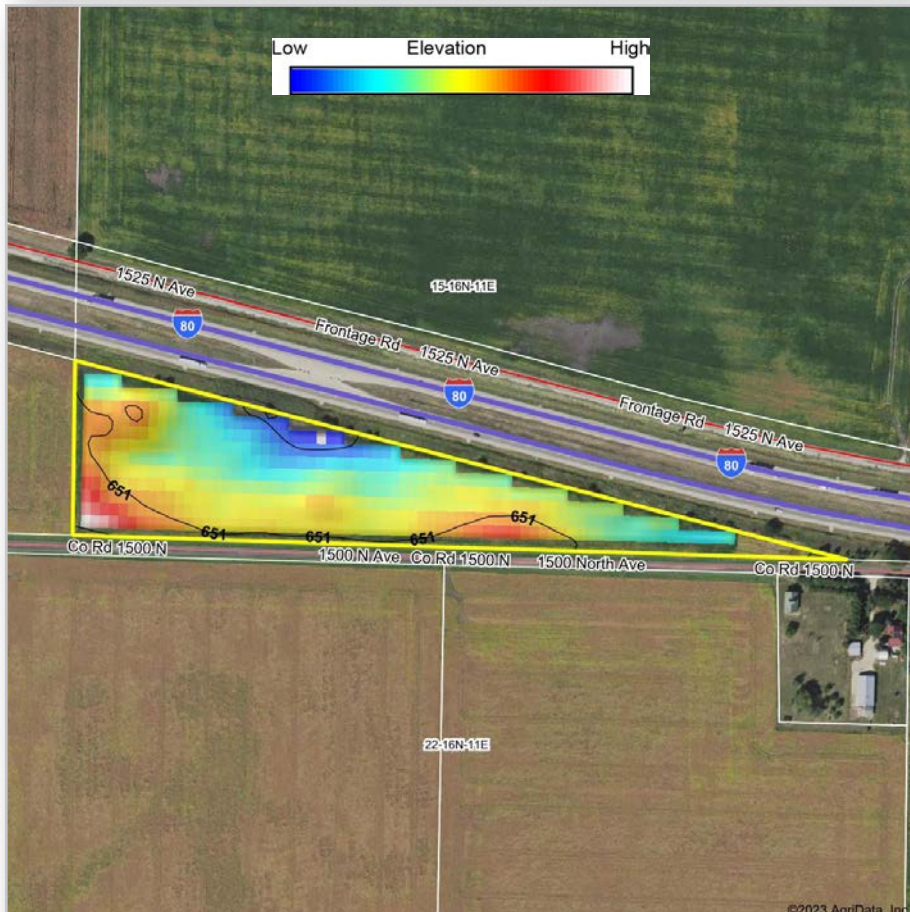 Low Elevation High
1525 N Ave
80
15-16N-11E
Frontage Rd 1525 N Ave
80
Frontage Rd 1525 N Ave
80
651
651
651
651
651
Co Rd 1500 N
1500 N Ave Co Rd 1500 N
1500 North Ave
Co Rd 1500 N
22-16N-11E
©2023 AgriData, Inc.